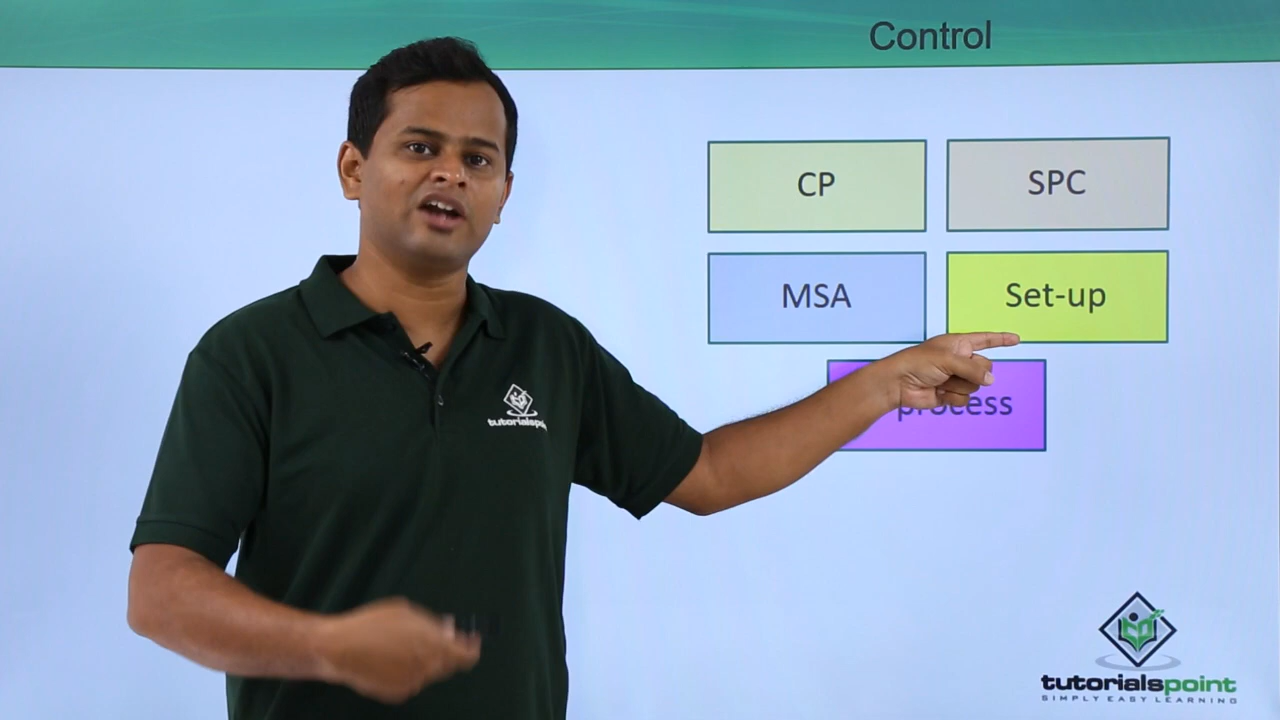 Control
CP
SPC
MSA
Set-up
process
tutorialspoint
tutorialspoint
SIMPLY EASY LEARNING